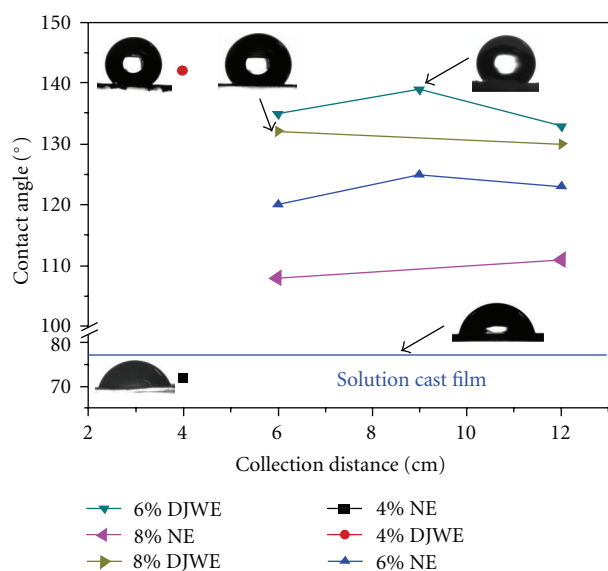 150
140
130
120
110
100
80
70
Contact angle (°)
Solution cast film
2 4 6 8 10 12
Collection distance (cm)
6% DJWE 4% NE
8% NE 4% DJWE
8% DJWE 6% NE